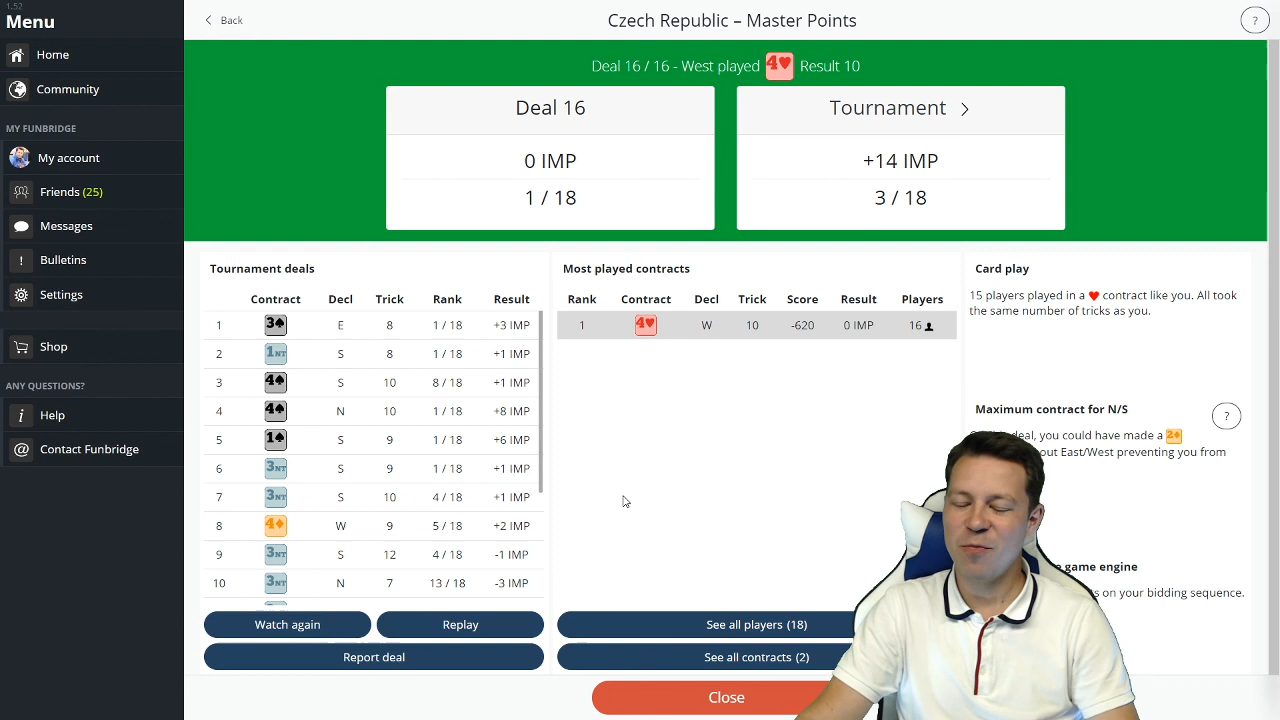 1.52
Menu
Home
Community
MY FUNBRIDGE
My account
Friends (25)
Messages
Bulletins
Settings
Shop
ANY QUESTIONS?
Help
Contact Funbridge
Back
Czech Republic – Master Points
?
Deal 16 / 16 - West played 4♥ Result 10
Deal 16
0 IMP
1 / 18
Tournament
+14 IMP
3 / 18
Tournament deals
Contract Decl Trick Rank Result
1 3♠ E 8 1 / 18 +3 IMP
2 1NT S 8 1 / 18 +1 IMP
3 4♠ S 10 8 / 18 +1 IMP
4 4♠ N 10 1 / 18 +8 IMP
5 1♠ S 9 1 / 18 +6 IMP
6 3NT S 9 1 / 18 +1 IMP
7 3NT S 10 4 / 18 +1 IMP
8 4♦ W 9 5 / 18 +2 IMP
9 3NT S 12 4 / 18 -1 IMP
10 3NT N 7 13 / 18 -3 IMP
Watch again
Replay
Report deal
Most played contracts
Rank Contract Decl Trick Score Result Players
1 4♥ W 10 -620 0 IMP 16
See all players (18)
See all contracts (2)
Card play
15 players played in a ♥ contract like you. All took
the same number of tricks as you.
Maximum contract for N/S
?
deal, you could have made a 2♦
out East/West preventing you from
game engine
on your bidding sequence.
Close